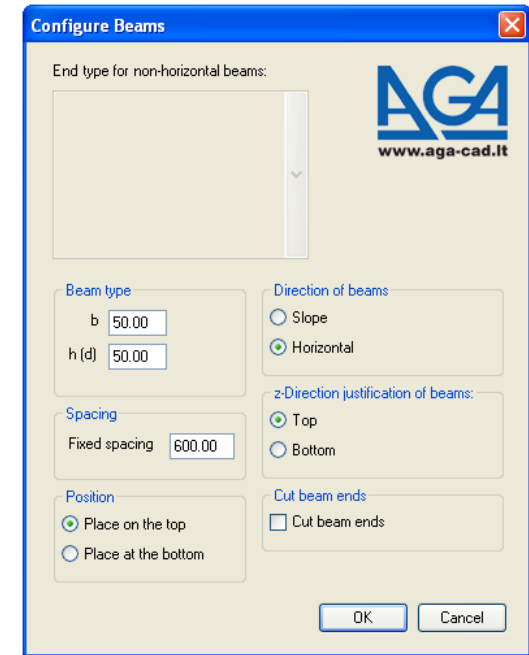 Configure Beams
End type for non-horizontal beams:
AGA
www.aga-cad.lt
Beam type
b 50.00
h (d) 50.00
Direction of beams
Slope
Horizontal
Spacing
Fixed spacing 600.00
z-Direction justification of beams:
Top
Bottom
Position
Place on the top
Place at the bottom
Cut beam ends
Cut beam ends
OK
Cancel